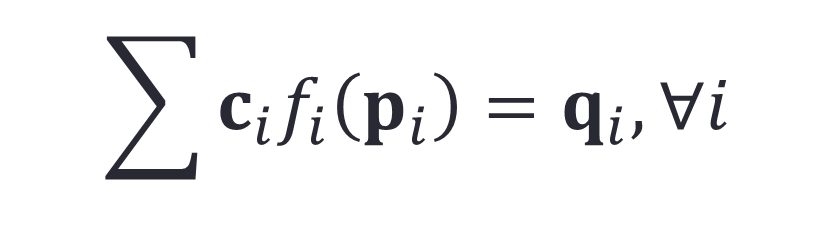 ∑ 𝐜ᵢ𝑓ᵢ(𝐩ᵢ) = 𝐪ᵢ, ∀𝑖